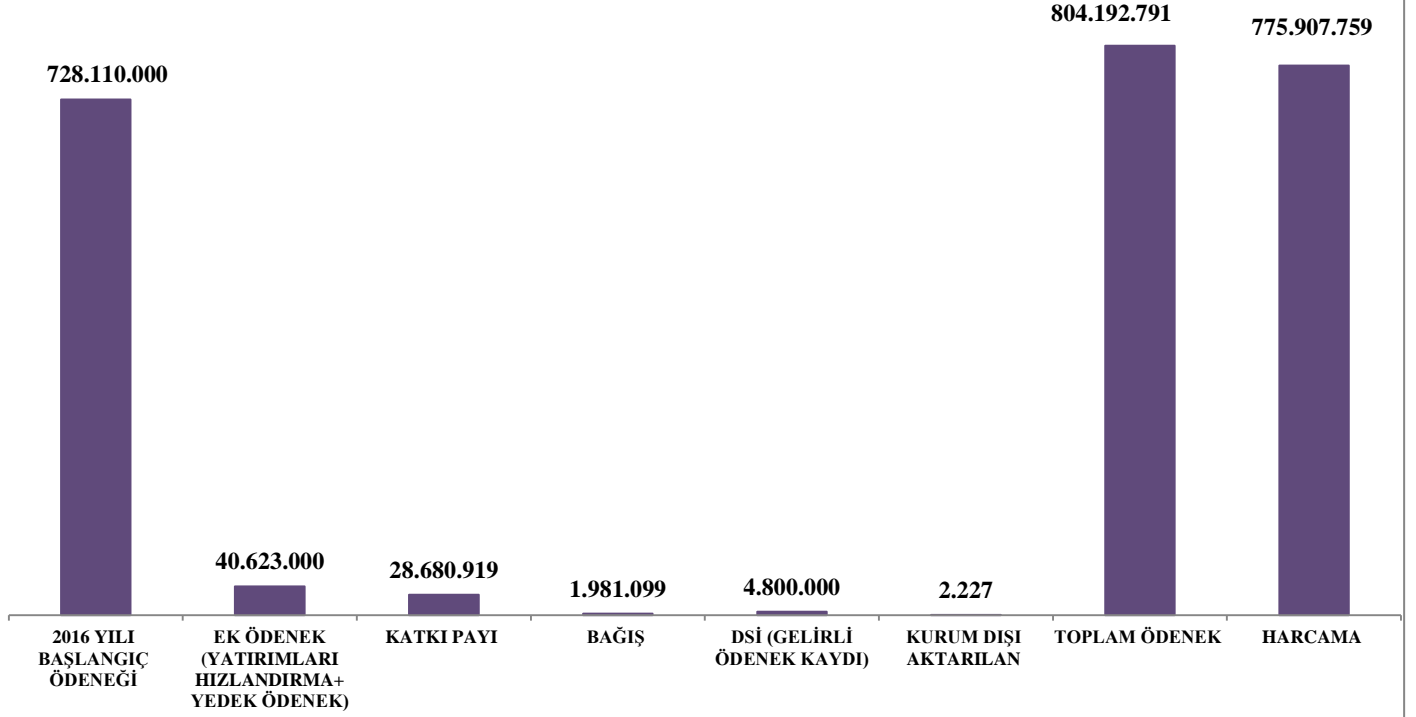 804.192.791
775.907.759
728.110.000
40.623.000
28.680.919
1.981.099
4.800.000
2.227
2016 YILI
BAŞLANGIÇ
ÖDENEĞİ
EK ÖDENEK
(YATIRIMLARI
HIZLANDIRMA+
YEDEK ÖDENEK)
KATKI PAYI
BAĞIŞ
DSİ (GELİRLİ
ÖDENEK KAYDI)
KURUM DIŞI
AKTARILAN
TOPLAM ÖDENEK
HARCAMA